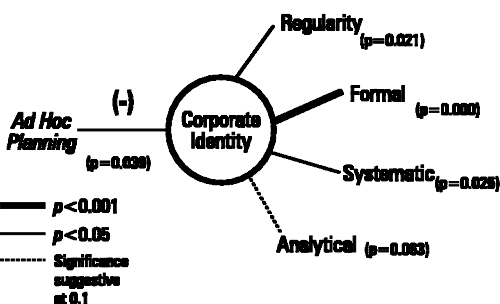 Regularity
(p=0.021)
(-)
Formal
(p=0.000)
Ad Hoc
Planning
(p=0.039)
Corporate
Identity
Systematic
(p=0.025)
Analytical
(p=0.063)
p<0.001
p<0.05
Significance
suggestive
at 0.1